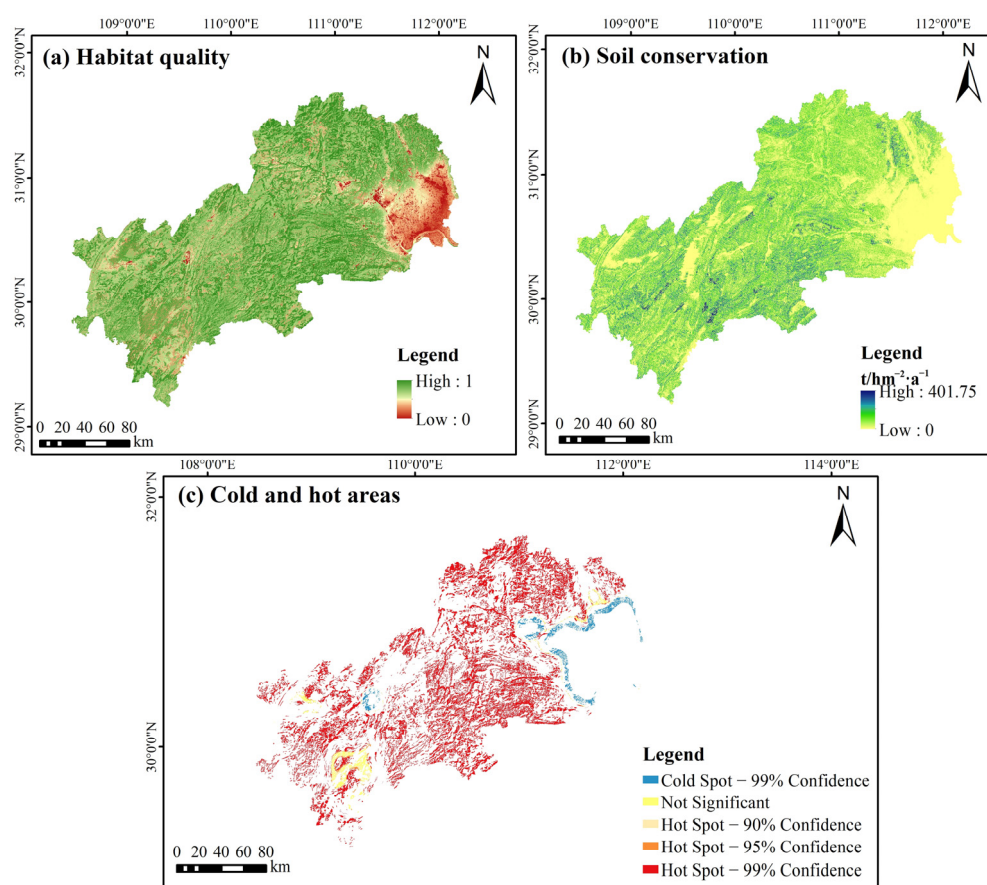 109°0'0"E 110°0'0"E 111°0'0"E 112°0'0"E
(a) Habitat quality
N
32°0'0"N
31°0'0"N
30°0'0"N
29°0'0"N
Legend
High : 1
Low : 0
0 20 40 60 80
km
109°0'0"E 110°0'0"E 111°0'0"E 112°0'0"E
(b) Soil conservation
N
32°0'0"N
31°0'0"N
30°0'0"N
29°0'0"N
Legend
t/hm⁻²·a⁻¹
High : 401.75
Low : 0
0 20 40 60 80
km
108°0'0"E 110°0'0"E 112°0'0"E 114°0'0"E
(c) Cold and hot areas
N
32°0'0"N
30°0'0"N
Legend
Cold Spot − 99% Confidence
Not Significant
Hot Spot − 90% Confidence
Hot Spot − 95% Confidence
Hot Spot − 99% Confidence
0 20 40 60 80
km